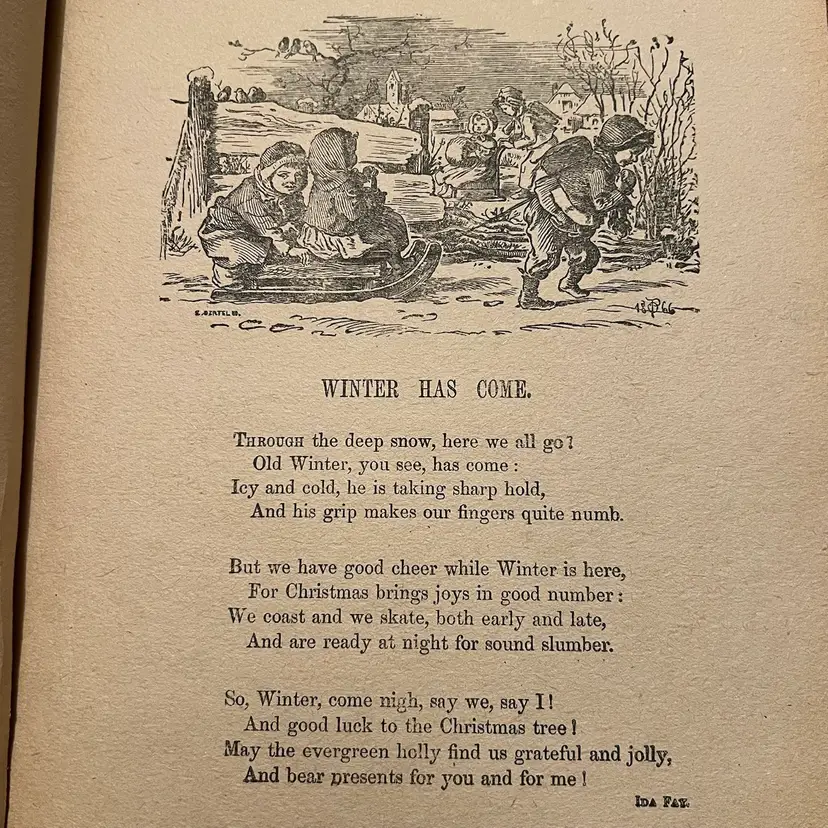 E. OERTEL ID.
1866
WINTER HAS COME.
THROUGH the deep snow, here we all go?
Old Winter, you see, has come:
Icy and cold, he is taking sharp hold,
And his grip makes our fingers quite numb.
But we have good cheer while Winter is here,
For Christmas brings joys in good number:
We coast and we skate, both early and late,
And are ready at night for sound slumber.
So, Winter, come nigh, say we, say I!
And good luck to the Christmas tree!
May the evergreen holly find us grateful and jolly,
And bear presents for you and for me!
IDA FAY.